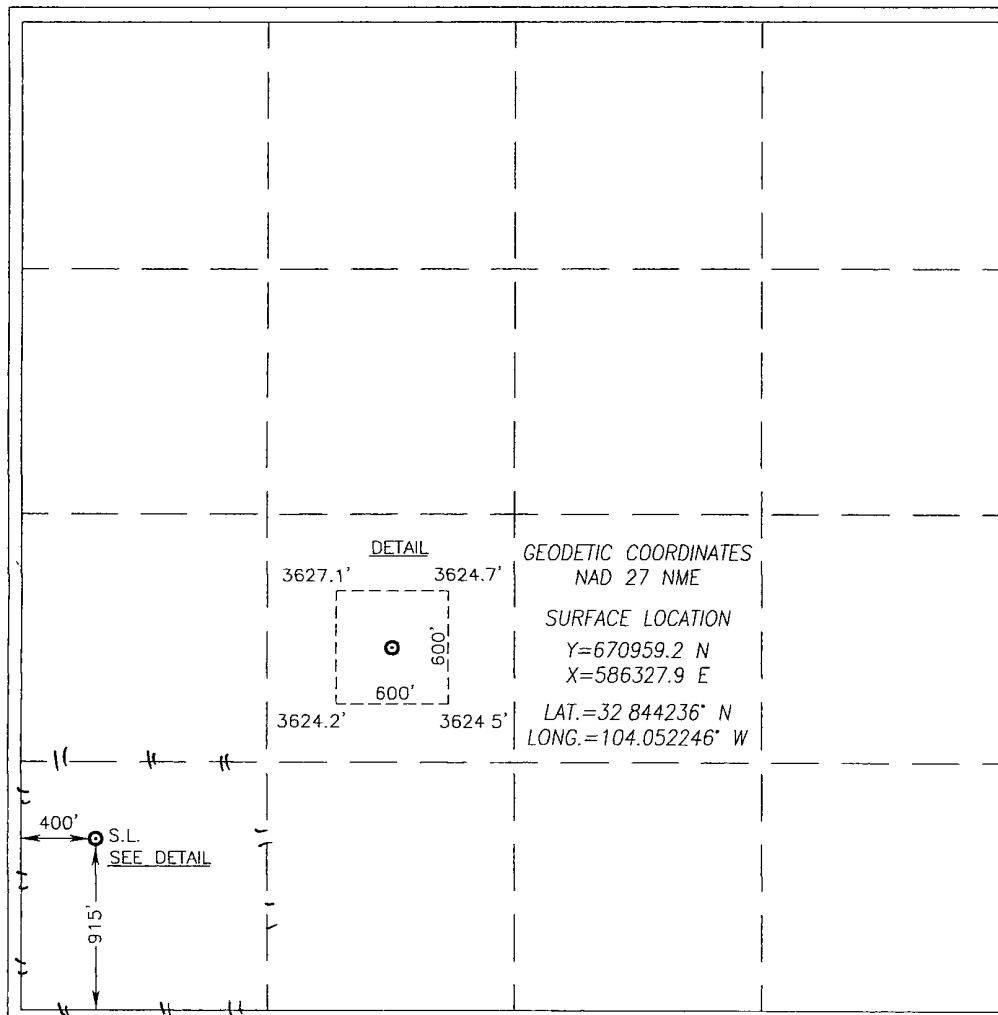 DETAIL
3627.1' 3624.7'
600'
600'
3624.2' 3624 5'
GEODETIC COORDINATES
NAD 27 NME
SURFACE LOCATION
Y=670959.2 N
X=586327.9 E
LAT.=32 844236° N
LONG.=104.052246° W
400'
S.L.
SEE DETAIL
915'